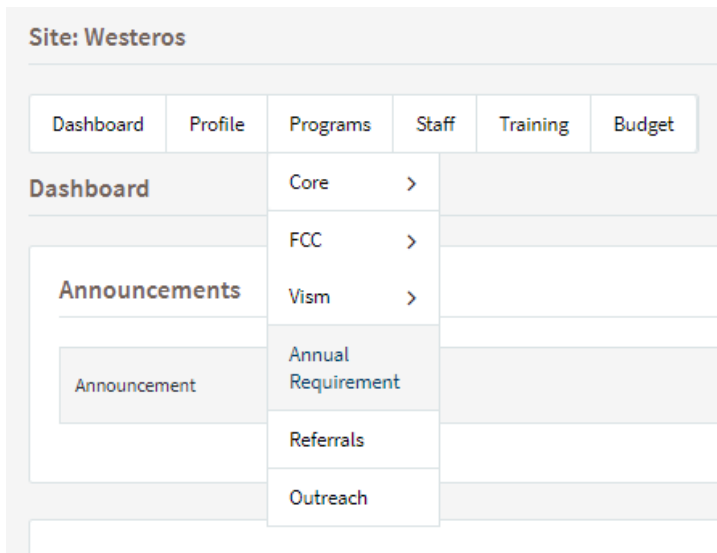 Site: Westeros
Dashboard Profile Programs Staff Training Budget
Dashboard
Core
FCC
Announcements
Vism
Annual
Requirement
Announcement
Referrals
Outreach